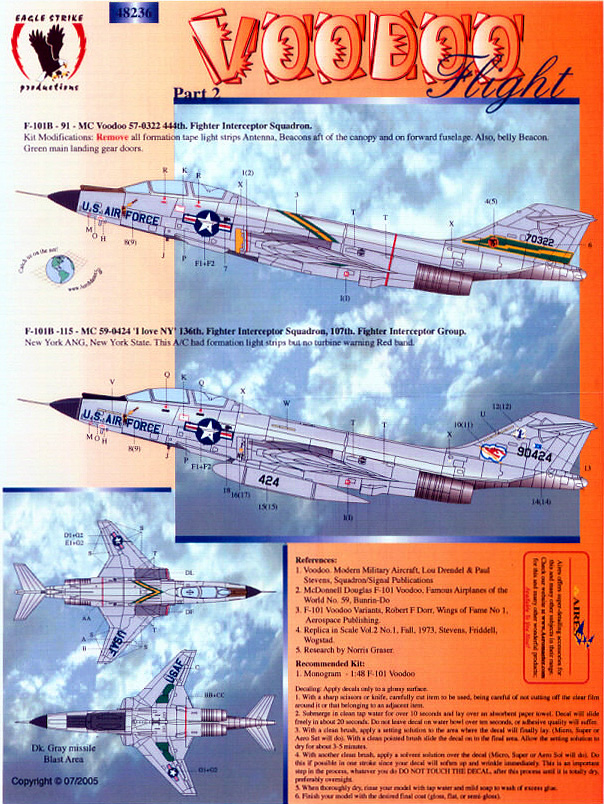 EAGLE STRIKE
productions
48236
VOODOO
Flight
Part 2
F-101B - 91 - MC Voodoo 57-0322 444th. Fighter Interceptor Squadron.
Kit Modifications: Remove all formation tape light strips Antenna, Beacons aft of the canopy and on forward fuselage. Also, belly Beacon.
Green main landing gear doors.
R K R 1(2)
X 3 T T X 4(5)
U.S. AIR FORCE
70322
6
M O H 8(9) J P F1+F2 7 I(I)
Catch us on the net!
F-101B -115 - MC 59-0424 'I love NY' 136th. Fighter Interceptor Squadron, 107th. Fighter Interceptor Group.
New York ANG, New York State. This A/C had formation light strips but no turbine warning Red band.
V Q Q X W X 10(11) U 12(12)
U.S. AIR FORCE
90424
424
M O H 8(9) J P F1+F2
18 16(17) 15(15) I(I) 14(14) 13
D1+G2
E1+G2
S
T
S
DL
DL
AA
A
B
S
T
S
USAF
USAF
BB+CC
G1+G2
Dk. Gray missile
Blast Area
Copyright © 07/2005
References:
1. Voodoo. Modern Military Aircraft, Lou Drendel & Paul
Stevens, Squadron/Signal Publications
2. McDonnell Douglas F-101 Voodoo, Famous Airplanes of the
World No. 59, Bunrin-Do
3. F-101 Voodoo Variants, Robert F Dorr, Wings of Fame No 1,
Aerospace Publishing.
4. Replica in Scale Vol.2 No.1, Fall, 1973, Stevens, Friddell,
Wogstad.
5. Research by Norris Graser.
Recommended Kit:
1. Monogram - 1:48 F-101 Voodoo
Aires offers super-detailing accessories for
this and many other subjects in their range.
Check our website at www.Aeromaster.com
for this and many other wonderful products.
Available In the Box!
AIRES
Decaling: Apply decals only to a glossy surface.
1. With a sharp scissors or knife, carefully cut item to be used, being careful of not cutting off the clear film
around it or that belonging to an adjacent item.
2. Submerge in clean tap water for over 10 seconds and lay over an absorbent paper towel. Decal will slide
freely in about 20 seconds. Do not leave decal on water bowl over ten seconds, or adhesive quality will suffer.
3. With a clean brush, apply a setting solution to the area where the decal will finally lay. (Micro, Super or
Aero Set will do). With a clean pointed brush slide the decal on to the final area. Allow the setting solution to
dry for about 3-5 minutes.
4. With another clean brush, apply a solvent solution over the decal (Micro, Super, or Aero Sol will do). Do
this if possible in one stroke since your decal will soften up and wrinkle immediately. This is an important
step in the process, whatever you do DO NOT TOUCH THE DECAL, after this process until it is totally dry,
preferably overnight.
5. When thoroughly dry, rinse your model with tap water and mild soap to wash of excess glue.
6. Finish your model with the desired final coat (gloss, flat, or semi-gloss).